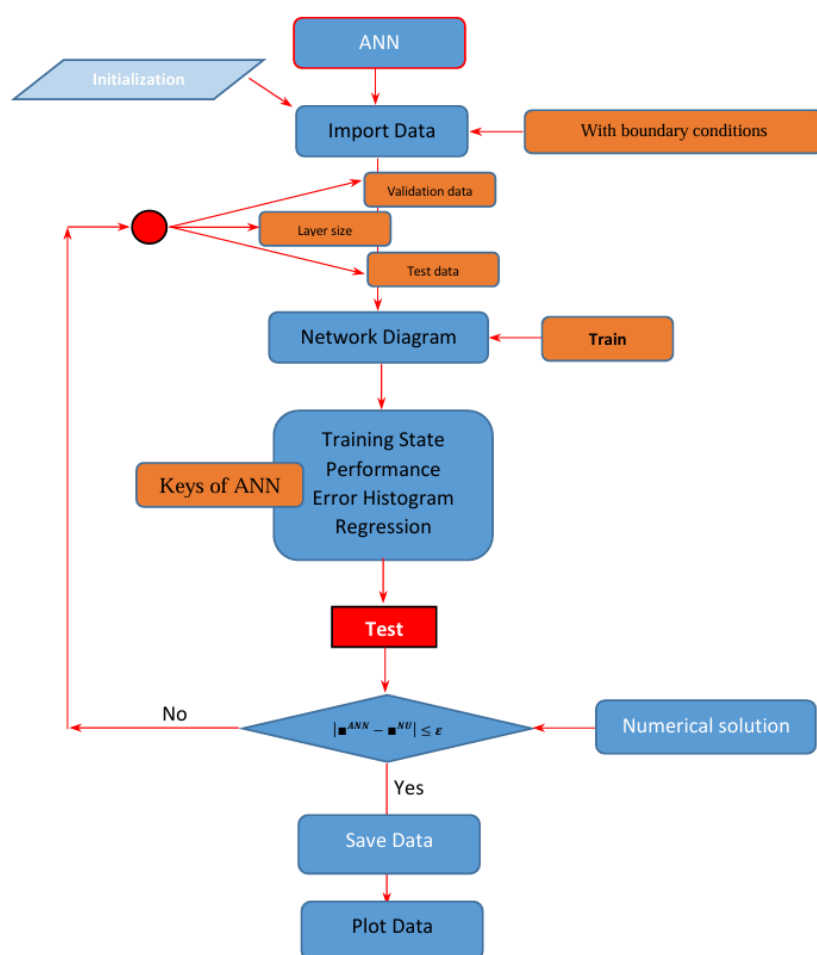 ANN
Initialization
Import Data
With boundary conditions
Validation data
Layer size
Test data
Network Diagram
Train
Training State
Performance
Error Histogram
Regression
Keys of ANN
Test
|■ᴬᴺᴺ − ■ᴺᵁ| ≤ ε
No
Numerical solution
Yes
Save Data
Plot Data